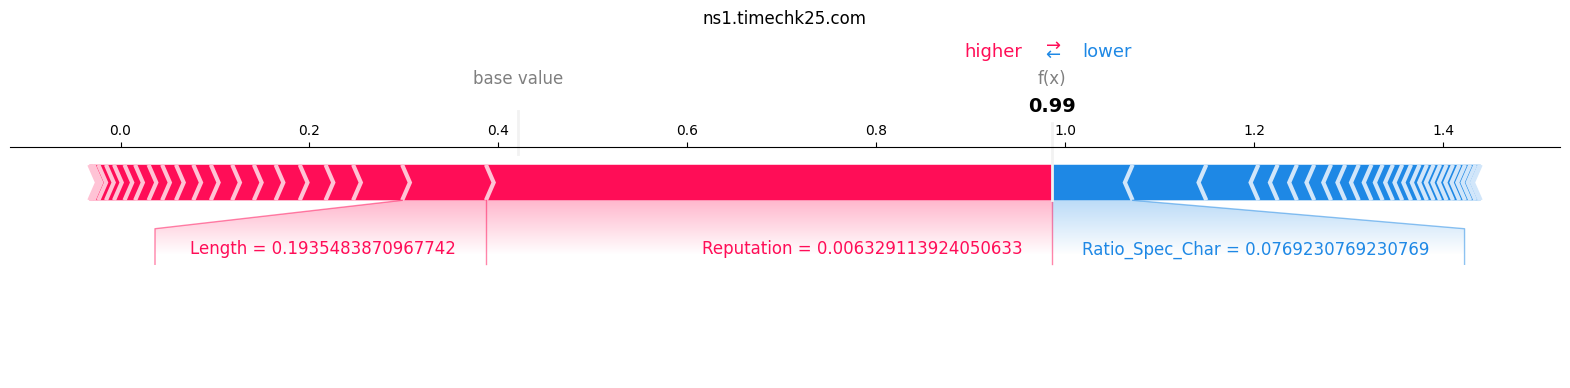 ns1.timechk25.com
higher → ← lower
base value f(x)
0.99
0.0 0.2 0.4 0.6 0.8 1.0 1.2 1.4
Length = 0.1935483870967742 Reputation = 0.006329113924050633 Ratio_Spec_Char = 0.0769230769230769